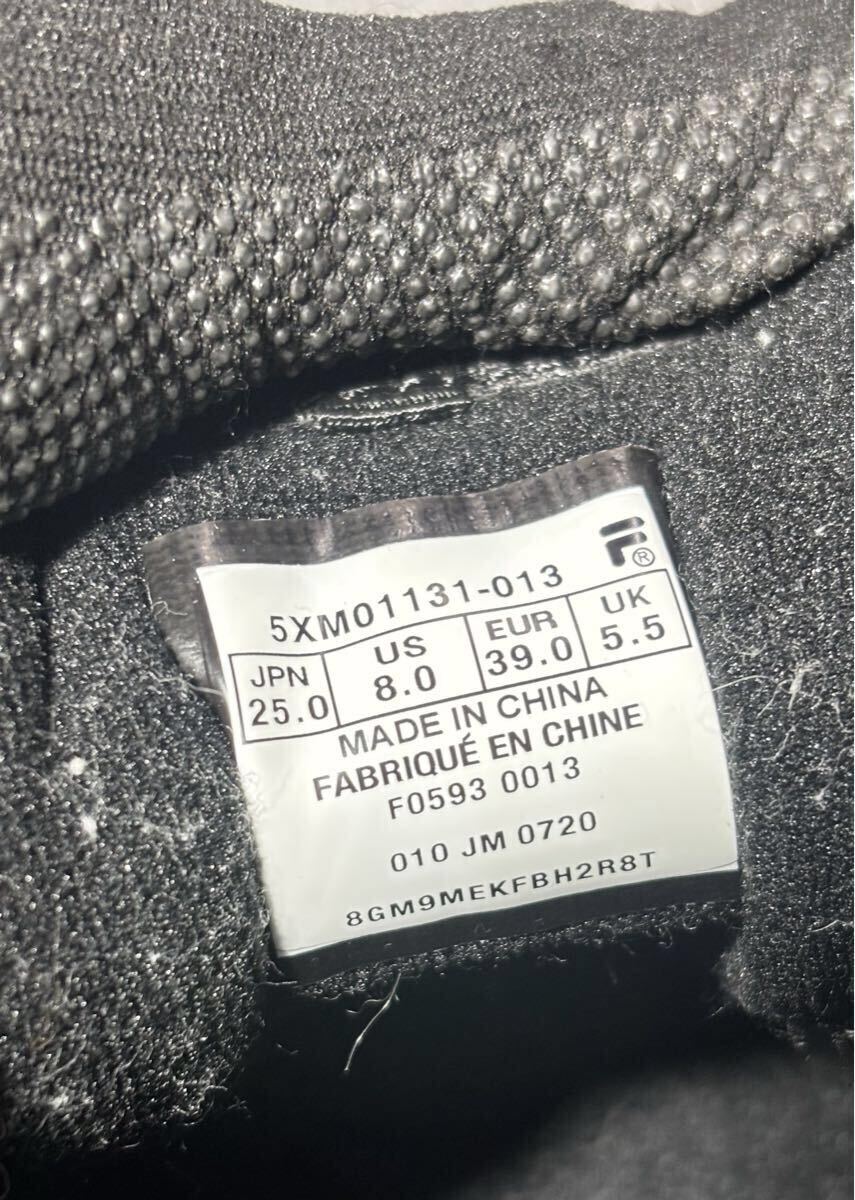 5XM01131-013
JPN US EUR UK
25.0 8.0 39.0 5.5
MADE IN CHINA
FABRIQUÉ EN CHINE
F0593 0013
010 JM 0720
8GM9MEKFBH2R8T